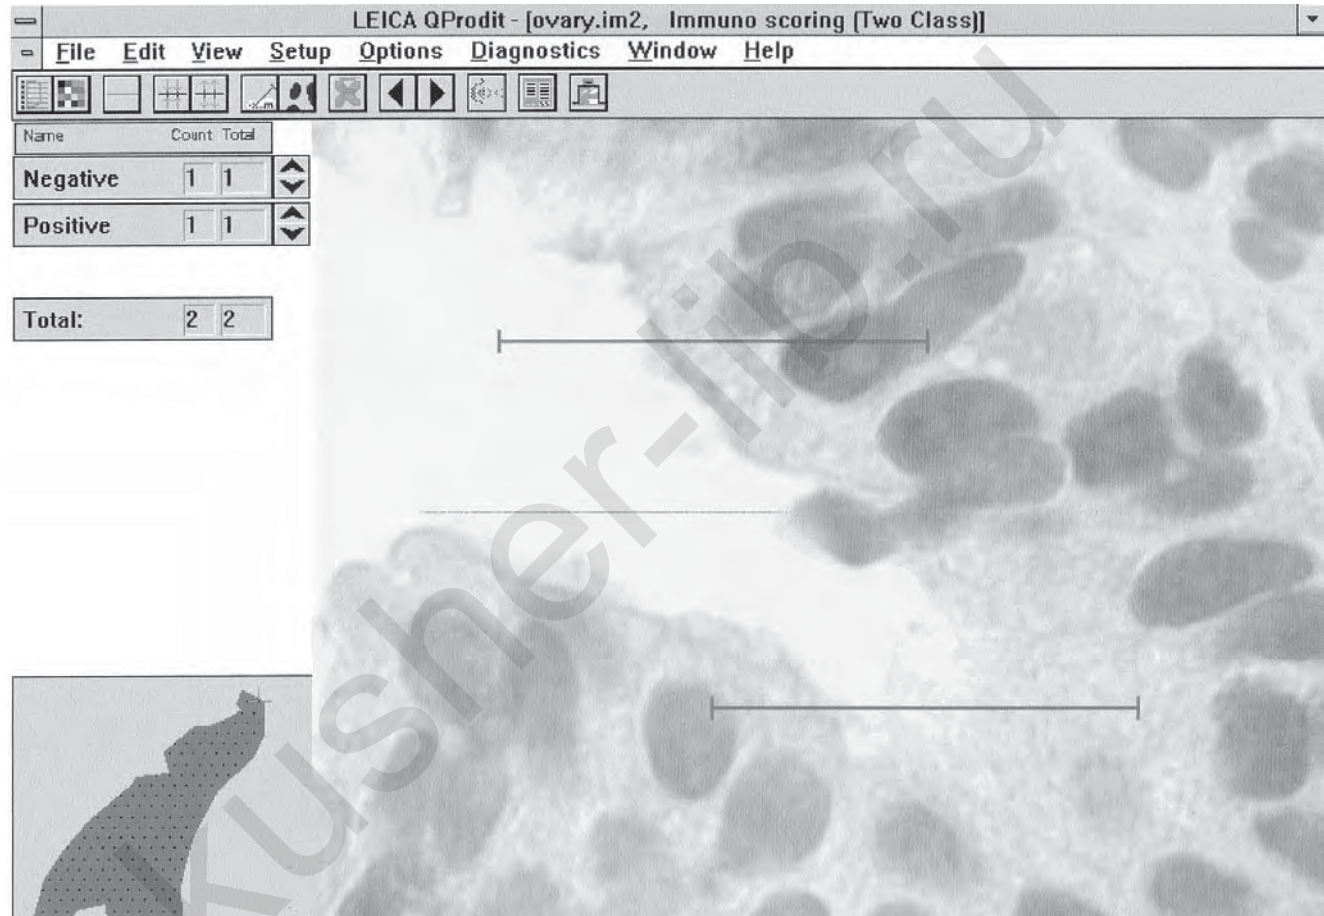 LEICA QProdit - [ovary.im2, Immuno scoring (Two Class)]
File Edit View Setup Options Diagnostics Window Help
-x.m
Name Count Total
Negative 1 1
Positive 1 1
Total: 2 2
kusher-lib.ru